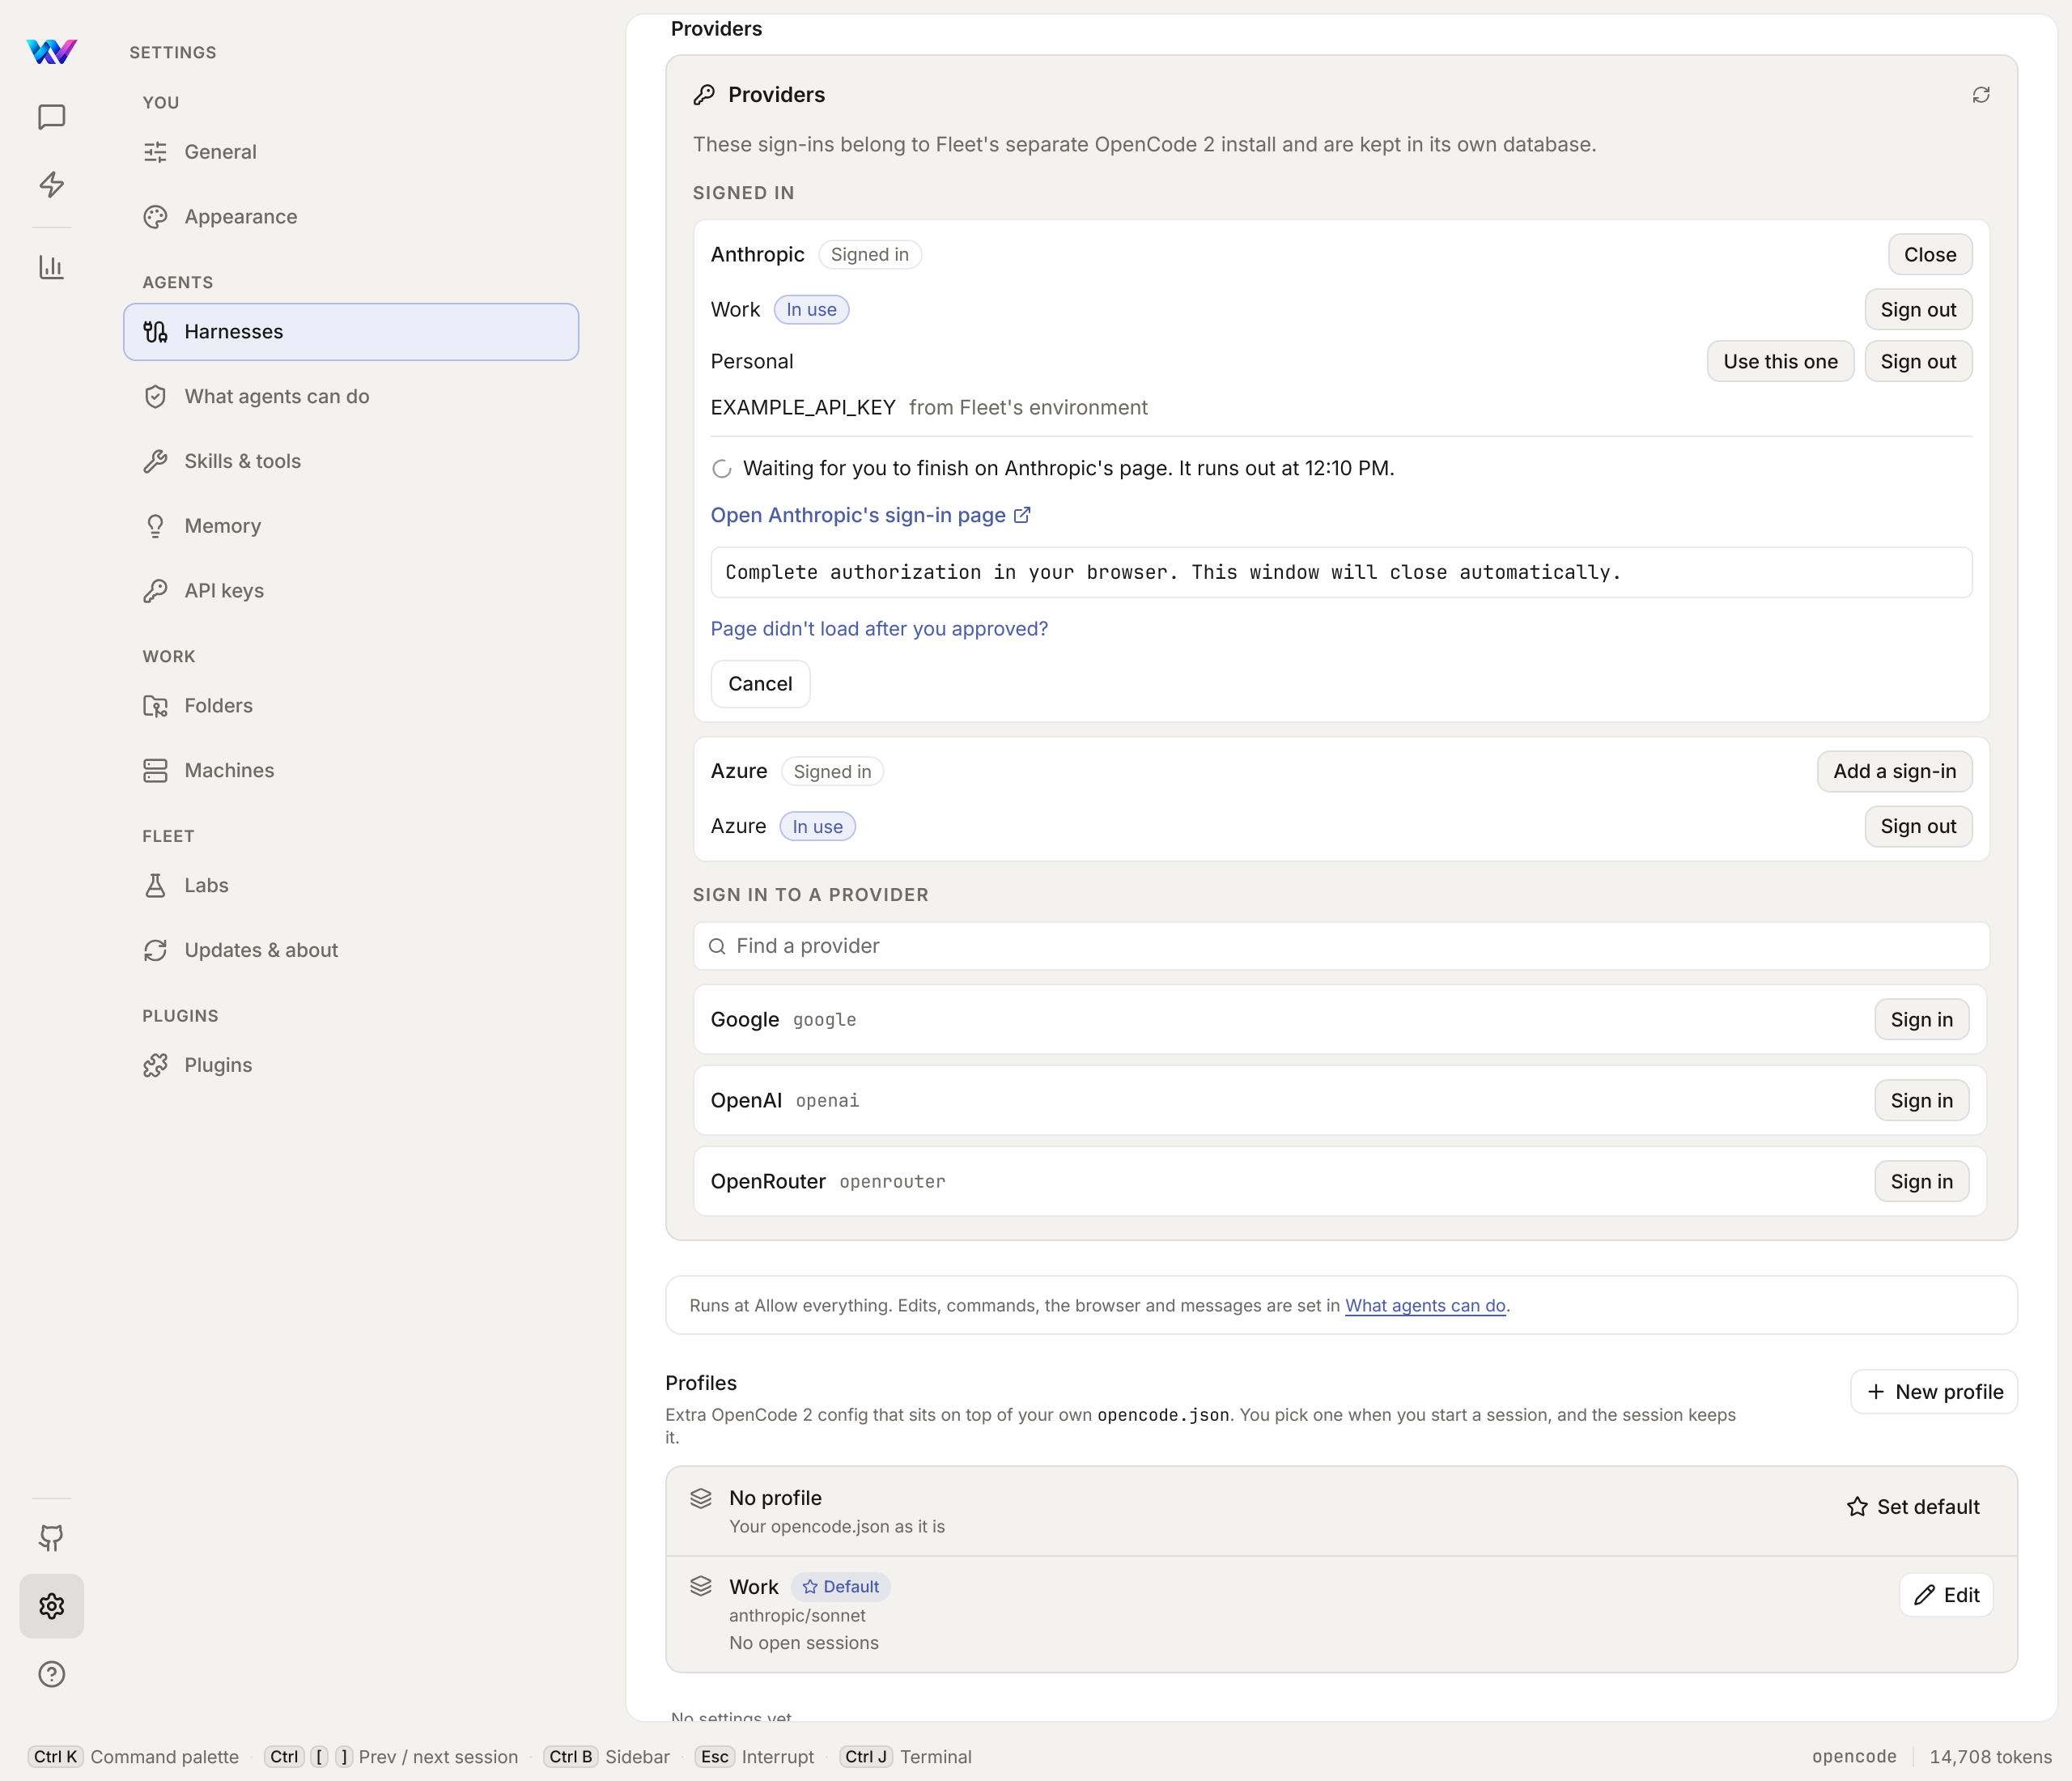 SETTINGS
YOU
General
Appearance
AGENTS
Harnesses
What agents can do
Skills & tools
Memory
API keys
WORK
Folders
Machines
FLEET
Labs
Updates & about
PLUGINS
Plugins
Providers
Providers
These sign-ins belong to Fleet's separate OpenCode 2 install and are kept in its own database.
SIGNED IN
Anthropic Signed in Close
Work In use Sign out
Personal Use this one Sign out
EXAMPLE_API_KEY from Fleet's environment
Waiting for you to finish on Anthropic's page. It runs out at 12:10 PM.
Open Anthropic's sign-in page
Complete authorization in your browser. This window will close automatically.
Page didn't load after you approved?
Cancel
Azure Signed in Add a sign-in
Azure In use Sign out
SIGN IN TO A PROVIDER
Find a provider
Google google Sign in
OpenAI openai Sign in
OpenRouter openrouter Sign in
Runs at Allow everything. Edits, commands, the browser and messages are set in What agents can do.
Profiles
New profile
Extra OpenCode 2 config that sits on top of your own opencode.json. You pick one when you start a session, and the session keeps
it.
No profile
Set default
Your opencode.json as it is
Work Default
Edit
anthropic/sonnet
No open sessions
No settings yet
Ctrl K Command palette · Ctrl [ ] Prev / next session · Ctrl B Sidebar · Esc Interrupt · Ctrl J Terminal
opencode 14,708 tokens